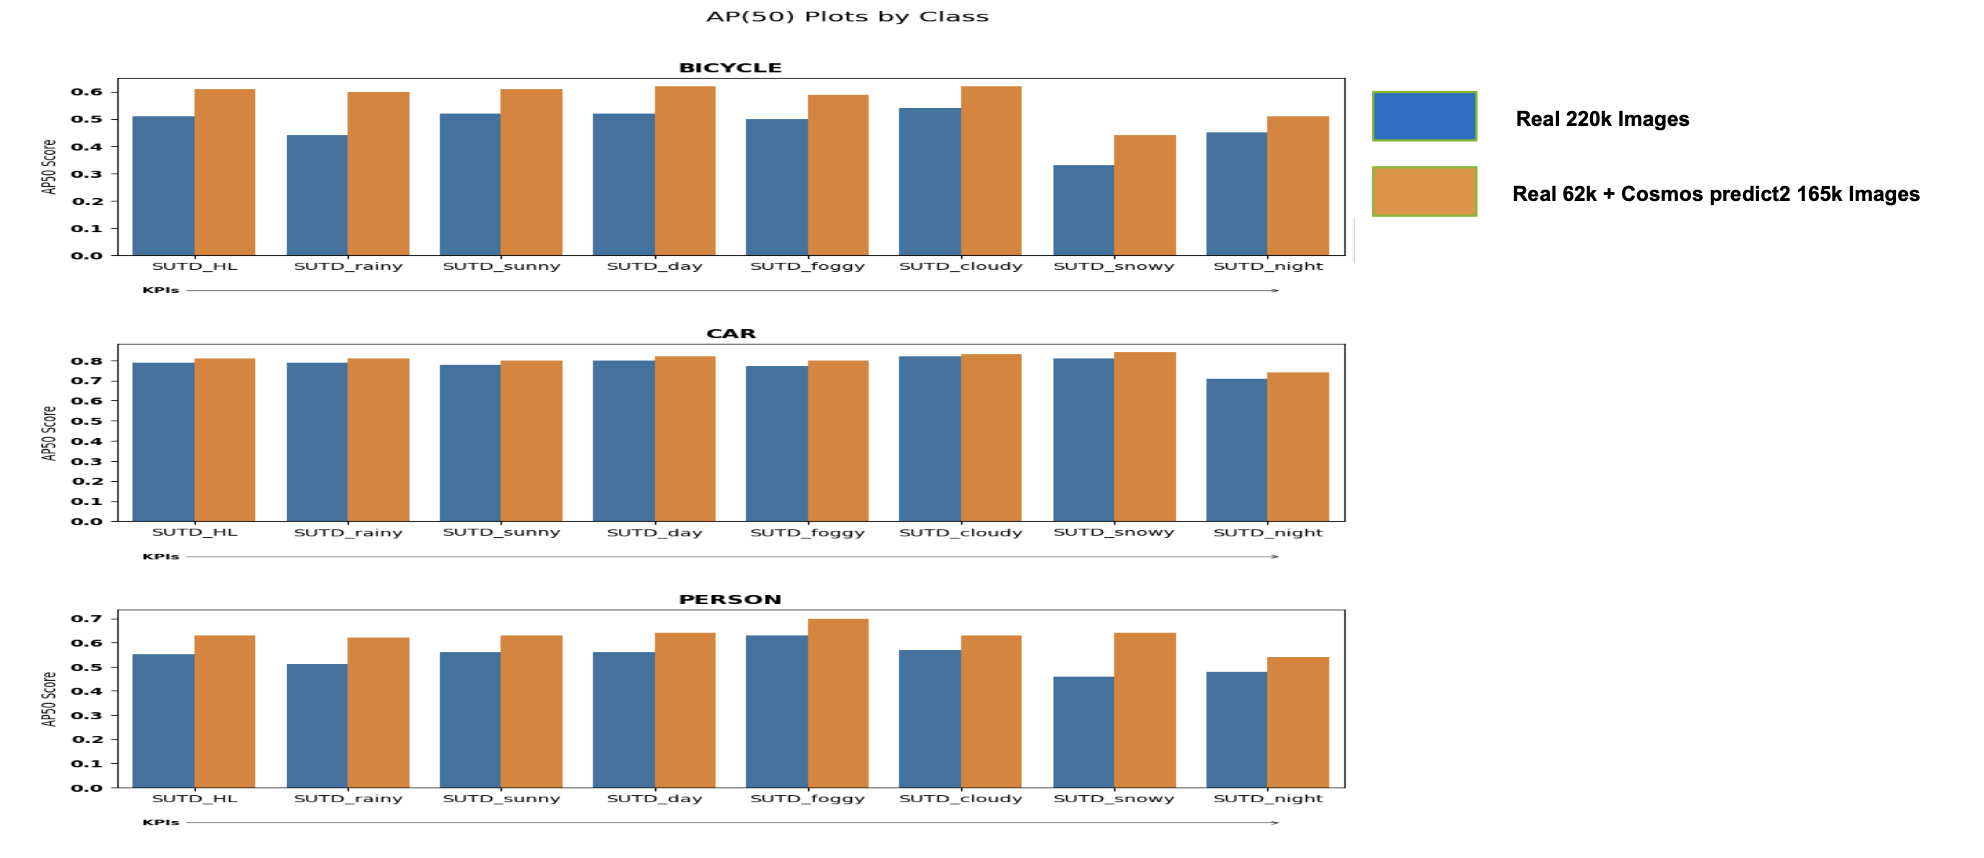 AP(50) Plots by Class
BICYCLE
AP50 Score
0.6
0.5
0.4
0.3
0.2
0.1
0.0
SUTD_HL SUTD_rainy SUTD_sunny SUTD_day SUTD_foggy SUTD_cloudy SUTD_snowy SUTD_night
KPIs
Real 220k Images
Real 62k + Cosmos predict2 165k Images
CAR
AP50 Score
0.8
0.7
0.6
0.5
0.4
0.3
0.2
0.1
0.0
SUTD_HL SUTD_rainy SUTD_sunny SUTD_day SUTD_foggy SUTD_cloudy SUTD_snowy SUTD_night
KPIs
PERSON
AP50 Score
0.7
0.6
0.5
0.4
0.3
0.2
0.1
0.0
SUTD_HL SUTD_rainy SUTD_sunny SUTD_day SUTD_foggy SUTD_cloudy SUTD_snowy SUTD_night
KPIs